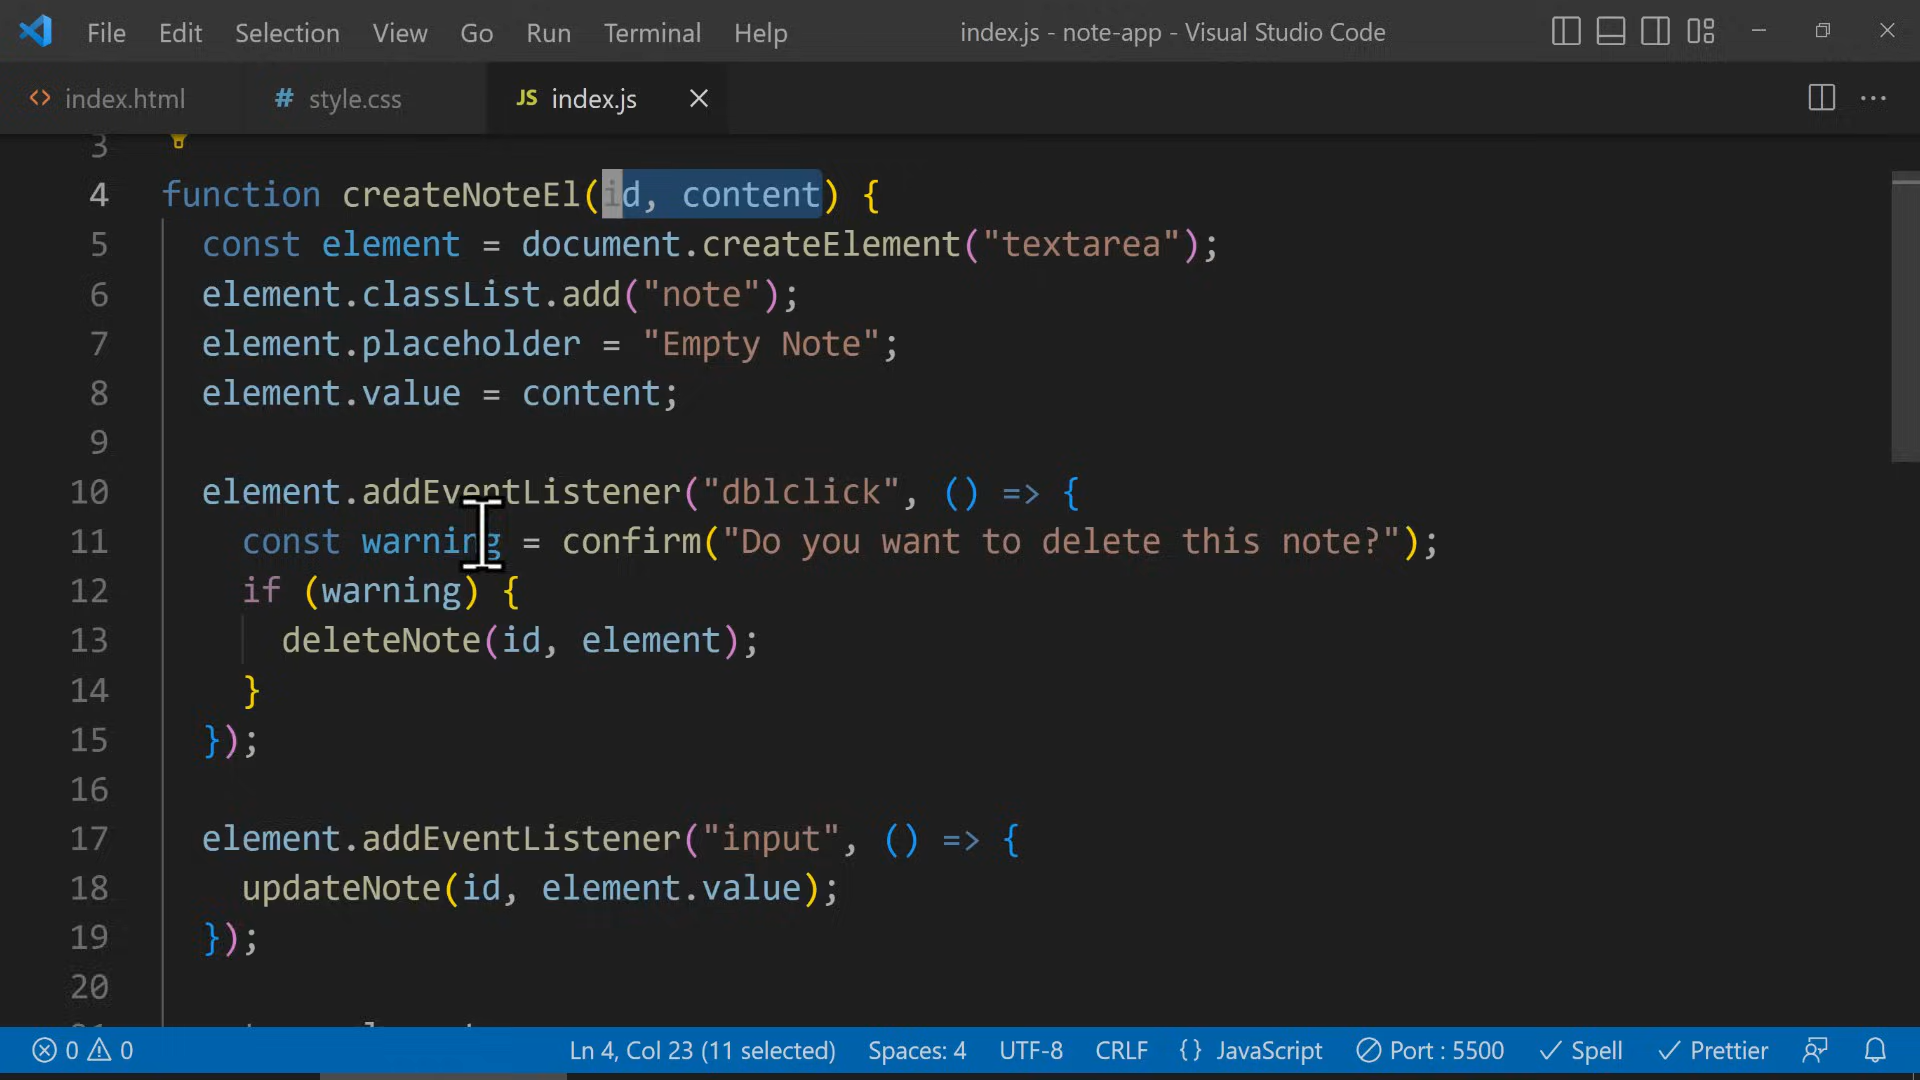 File Edit Selection View Go Run Terminal Help index.js - note-app - Visual Studio Code
<> index.html # style.css JS index.js
3
4 function createNoteEl(id, content) {
5 const element = document.createElement("textarea");
6 element.classList.add("note");
7 element.placeholder = "Empty Note";
8 element.value = content;
9
10 element.addEventListener("dblclick", () => {
11 const warning = confirm("Do you want to delete this note?");
12 if (warning) {
13 deleteNote(id, element);
14 }
15 });
16
17 element.addEventListener("input", () => {
18 updateNote(id, element.value);
19 });
20
0 0 Ln 4, Col 23 (11 selected) Spaces: 4 UTF-8 CRLF {} JavaScript Port : 5500 Spell Prettier